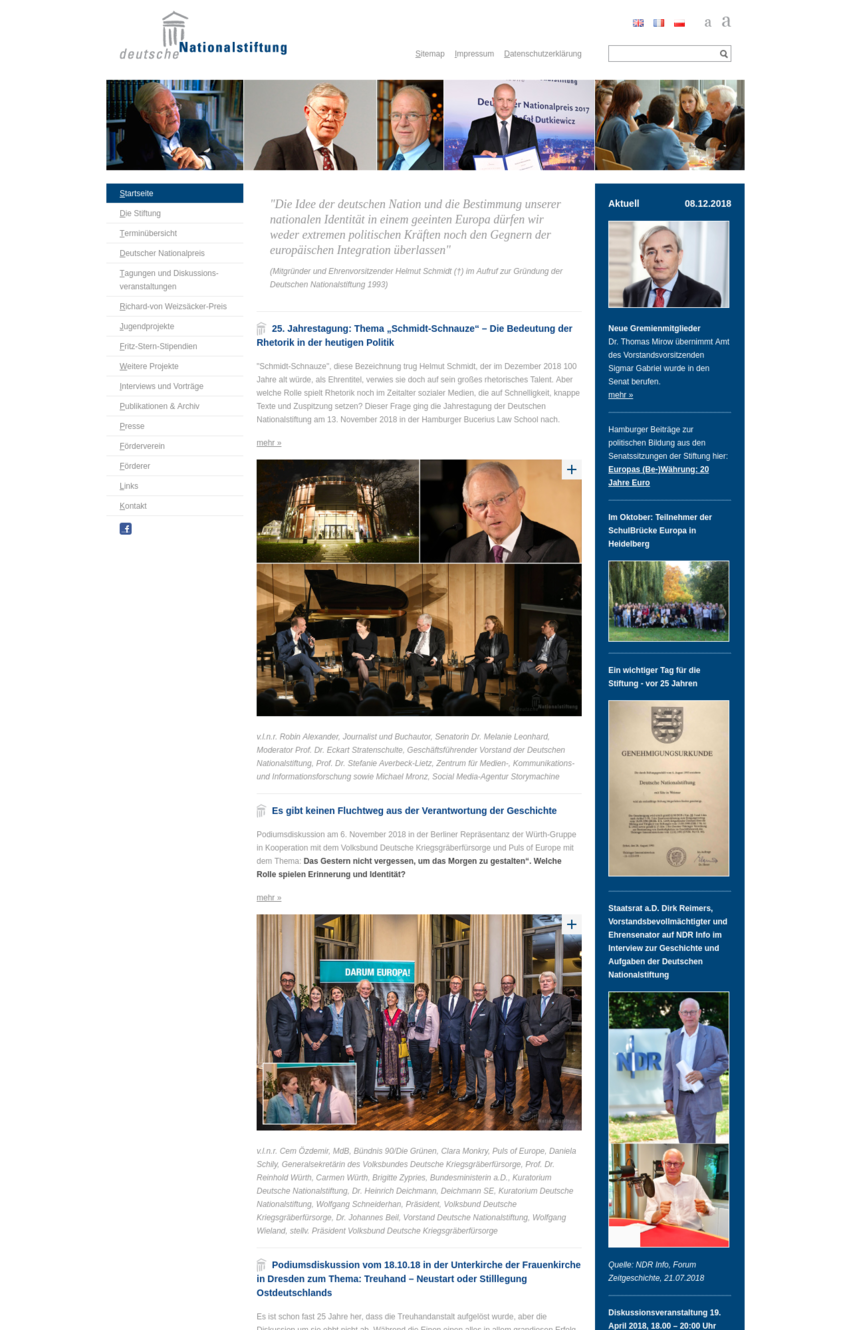 deutsche Nationalstiftung
a a
Sitemap Impressum Datenschutzerklärung
Deutscher Nationalpreis 2017
Rafal Dutkiewicz
Startseite
Die Stiftung
Terminübersicht
Deutscher Nationalpreis
Tagungen und Diskussions-
veranstaltungen
Richard-von Weizsäcker-Preis
Jugendprojekte
Fritz-Stern-Stipendien
Weitere Projekte
Interviews und Vorträge
Publikationen & Archiv
Presse
Förderverein
Förderer
Links
Kontakt
f
"Die Idee der deutschen Nation und die Bestimmung unserer
nationalen Identität in einem geeinten Europa dürfen wir
weder extremen politischen Kräften noch den Gegnern der
europäischen Integration überlassen"
(Mitgründer und Ehrenvorsitzender Helmut Schmidt (†) im Aufruf zur Gründung der
Deutschen Nationalstiftung 1993)
25. Jahrestagung: Thema „Schmidt-Schnauze“ – Die Bedeutung der
Rhetorik in der heutigen Politik
"Schmidt-Schnauze", diese Bezeichnung trug Helmut Schmidt, der im Dezember 2018 100
Jahre alt würde, als Ehrentitel, verwies sie doch auf sein großes rhetorisches Talent. Aber
welche Rolle spielt Rhetorik noch im Zeitalter sozialer Medien, die auf Schnelligkeit, knappe
Texte und Zuspitzung setzen? Dieser Frage ging die Jahrestagung der Deutschen
Nationalstiftung am 13. November 2018 in der Hamburger Bucerius Law School nach.
mehr »
+
Nationalstiftung
v.l.n.r. Robin Alexander, Journalist und Buchautor, Senatorin Dr. Melanie Leonhard,
Moderator Prof. Dr. Eckart Stratenschulte, Geschäftsführender Vorstand der Deutschen
Nationalstiftung, Prof. Dr. Stefanie Averbeck-Lietz, Zentrum für Medien-, Kommunikations-
und Informationsforschung sowie Michael Mronz, Social Media-Agentur Storymachine
Es gibt keinen Fluchtweg aus der Verantwortung der Geschichte
Podiumsdiskussion am 6. November 2018 in der Berliner Repräsentanz der Würth-Gruppe
in Kooperation mit dem Volksbund Deutsche Kriegsgräberfürsorge und Puls of Europe mit
dem Thema: Das Gestern nicht vergessen, um das Morgen zu gestalten“. Welche
Rolle spielen Erinnerung und Identität?
mehr »
+
DARUM EUROPA!
v.l.n.r. Cem Özdemir, MdB, Bündnis 90/Die Grünen, Clara Monkry, Puls of Europe, Daniela
Schily, Generalsekretärin des Volksbundes Deutsche Kriegsgräberfürsorge, Prof. Dr.
Reinhold Würth, Carmen Würth, Brigitte Zypries, Bundesministerin a.D., Kuratorium
Deutsche Nationalstiftung, Dr. Heinrich Deichmann, Deichmann SE, Kuratorium Deutsche
Nationalstiftung, Wolfgang Schneiderhan, Präsident, Volksbund Deutsche
Kriegsgräberfürsorge, Dr. Johannes Beil, Vorstand Deutsche Nationalstiftung, Wolfgang
Wieland, stellv. Präsident Volksbund Deutsche Kriegsgräberfürsorge
Podiumsdiskussion vom 18.10.18 in der Unterkirche der Frauenkirche
in Dresden zum Thema: Treuhand – Neustart oder Stilllegung
Ostdeutschlands
Es ist schon fast 25 Jahre her, dass die Treuhandanstalt aufgelöst wurde, aber die
Diskussion um sie ebbt nicht ab. Während die Einen einen alles in allem grandiosen Erfolg
Aktuell 08.12.2018
Neue Gremienmitglieder
Dr. Thomas Mirow übernimmt Amt
des Vorstandsvorsitzenden
Sigmar Gabriel wurde in den
Senat berufen.
mehr »
Hamburger Beiträge zur
politischen Bildung aus den
Senatssitzungen der Stiftung hier:
Europas (Be-)Währung: 20
Jahre Euro
Im Oktober: Teilnehmer der
SchulBrücke Europa in
Heidelberg
Ein wichtiger Tag für die
Stiftung - vor 25 Jahren
GENEHMIGUNGSURKUNDE
Deutsche Nationalstiftung
Staatsrat a.D. Dirk Reimers,
Vorstandsbevollmächtigter und
Ehrensenator auf NDR Info im
Interview zur Geschichte und
Aufgaben der Deutschen
Nationalstiftung
NDR
Quelle: NDR Info, Forum
Zeitgeschichte, 21.07.2018
Diskussionsveranstaltung 19.
April 2018, 18.00 – 20:00 Uhr